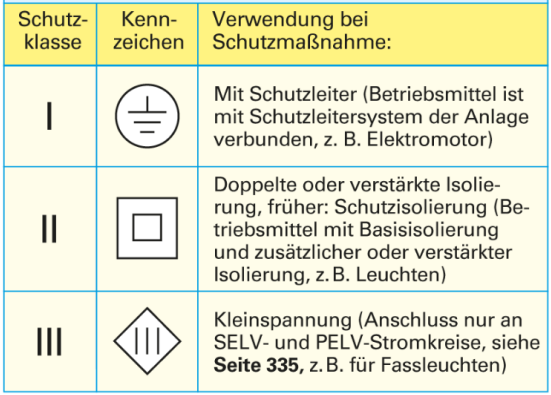 Schutz-
klasse
Kenn-
zeichen
Verwendung bei
Schutzmaßnahme:
I
Mit Schutzleiter (Betriebsmittel ist
mit Schutzleitersystem der Anlage
verbunden, z. B. Elektromotor)
II
Doppelte oder verstärkte Isolie-
rung, früher: Schutzisolierung (Be-
triebsmittel mit Basisisolierung
und zusätzlicher oder verstärkter
Isolierung, z. B. Leuchten)
III
III
Kleinspannung (Anschluss nur an
SELV- und PELV-Stromkreise, siehe
Seite 335, z. B. für Fassleuchten)